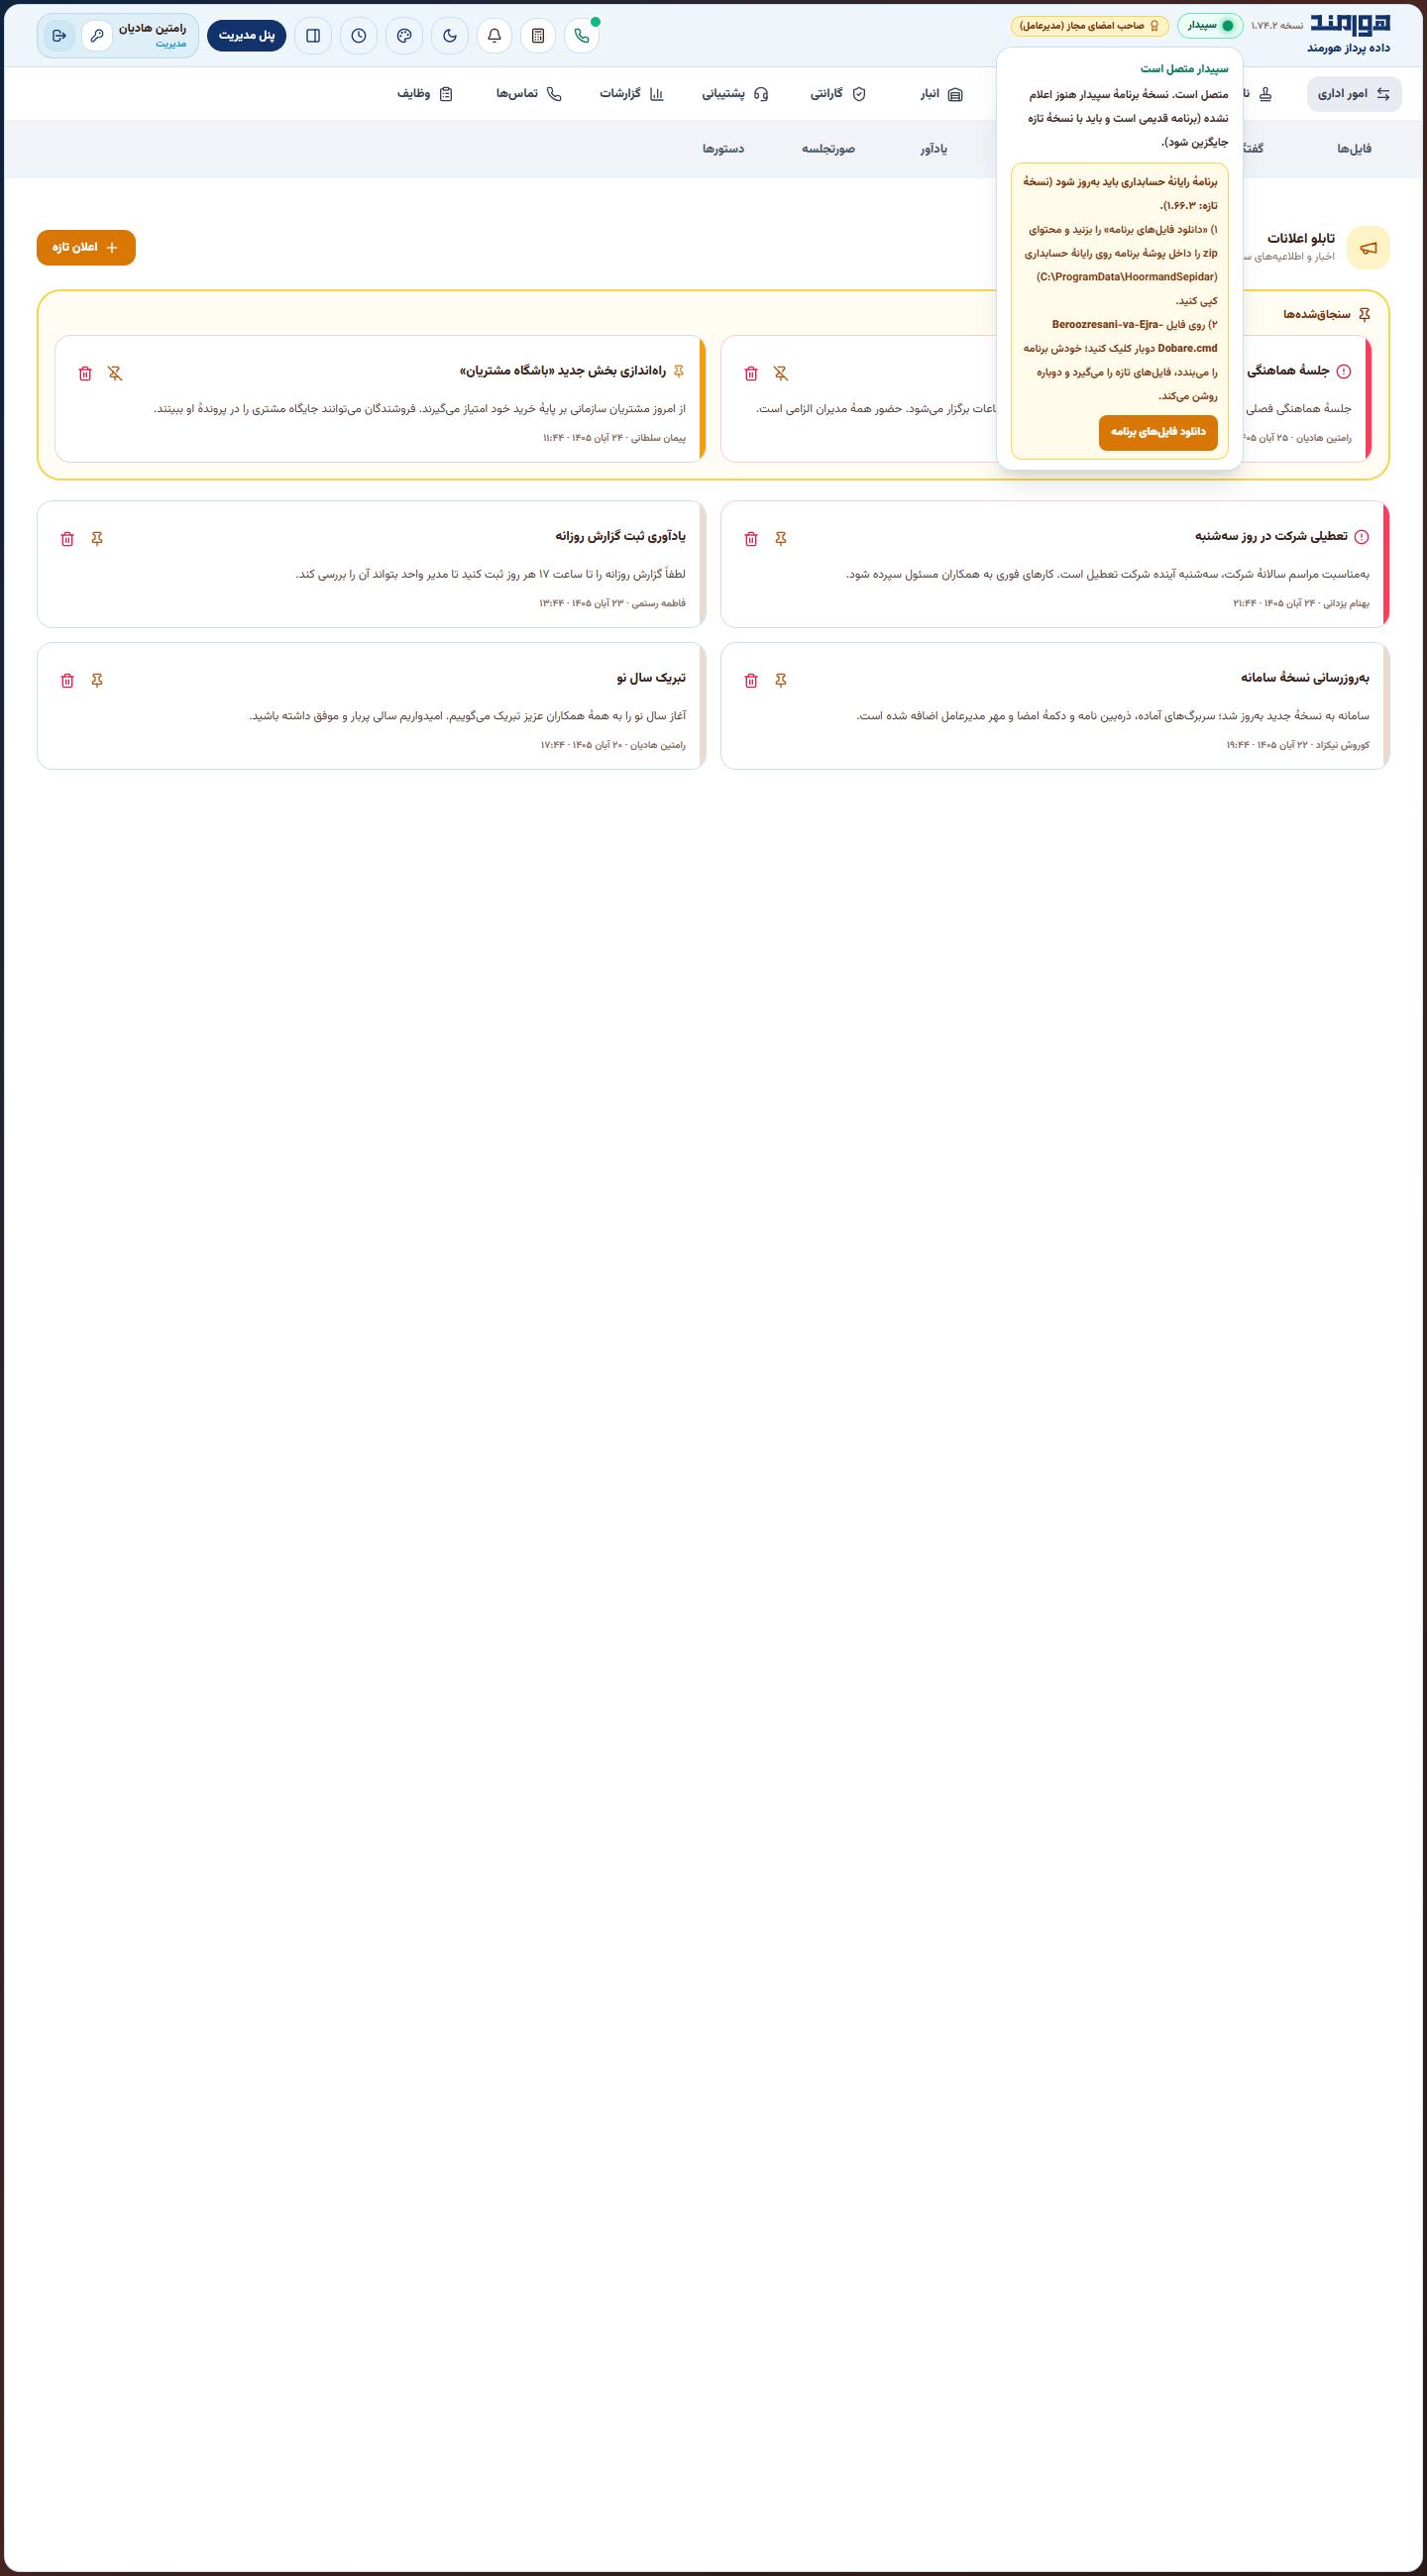 هورمند
داده پرداز هورمند
نسخه ۱.۷۴.۲
سپیدار
صاحب امضای مجاز (مدیرعامل)
پنل مدیریت
رامتین هادیان
مدیریت
امور اداری
انبار
گارانتی
پشتیبانی
گزارشات
تماس‌ها
وظایف
فایل‌ها
یادآور
صورتجلسه
دستورها
سپیدار متصل است
متصل است. نسخهٔ برنامهٔ سپیدار هنوز اعلام
نشده (برنامه قدیمی است و باید با نسخهٔ تازه
جایگزین شود).
برنامهٔ رایانهٔ حسابداری باید به‌روز شود (نسخهٔ
تازه: ۱.۶۶.۳).
۱) «دانلود فایل‌های برنامه» را بزنید و محتوای
zip را داخل پوشهٔ برنامه روی رایانهٔ حسابداری
(C:\ProgramData\HoormandSepidar)
کپی کنید.
۲) روی فایل Beroozresani-va-Ejra-
Dobare.cmd دوبار کلیک کنید؛ خودش برنامه
را می‌بندد، فایل‌های تازه را می‌گیرد و دوباره
روشن می‌کند.
دانلود فایل‌های برنامه
تابلو اعلانات
اخبار و اطلاعیه‌های
اعلان تازه
سنجاق‌شده‌ها
جلسهٔ هماهنگی
جلسهٔ هماهنگی فصلی
برگزار می‌شود. حضور همهٔ مدیران الزامی است.
رامتین هادیان · ۲۵ آبان
راه‌اندازی بخش جدید «باشگاه مشتریان»
از امروز مشتریان سازمانی بر پایهٔ خرید خود امتیاز می‌گیرند. فروشندگان می‌توانند جایگاه مشتری را در پروندهٔ او ببینند.
پیمان سلطانی · ۲۴ آبان ۱۴۰۵ · ۱۱:۴۴
تعطیلی شرکت در روز سه‌شنبه
به‌مناسبت مراسم سالانهٔ شرکت، سه‌شنبه آینده شرکت تعطیل است. کارهای فوری به همکاران مسئول سپرده شود.
بهنام یزدانی · ۲۴ آبان ۱۴۰۵ · ۲۱:۴۴
یادآوری ثبت گزارش روزانه
لطفاً گزارش روزانه را تا ساعت ۱۷ هر روز ثبت کنید تا مدیر واحد بتواند آن را بررسی کند.
فاطمه رستمی · ۲۳ آبان ۱۴۰۵ · ۱۳:۴۴
به‌روزرسانی نسخهٔ سامانه
سامانه به نسخهٔ جدید به‌روز شد؛ سربرگ‌های آماده، ذره‌بین نامه و دکمهٔ امضا و مهر مدیرعامل اضافه شده است.
کوروش نیکزاد · ۲۲ آبان ۱۴۰۵ · ۱۹:۴۴
تبریک سال نو
آغاز سال نو را به همهٔ همکاران عزیز تبریک می‌گوییم. امیدواریم سالی پربار و موفق داشته باشید.
رامتین هادیان · ۲۰ آبان ۱۴۰۵ · ۱۷:۴۴